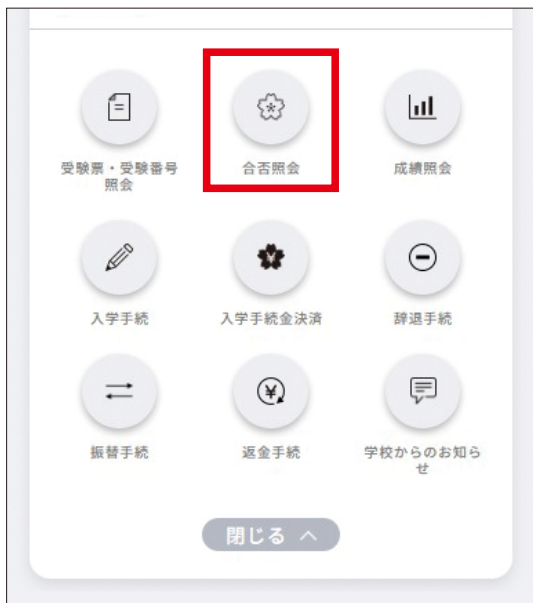 受験票・受験番号
照会
合否照会
成績照会
入学手続
入学手続金決済
辞退手続
振替手続
返金手続
学校からのお知ら
せ
閉じる